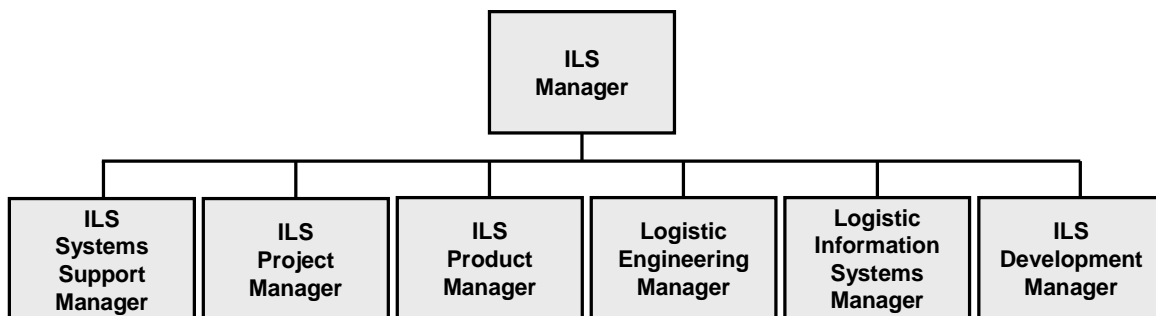 ILS
Manager
ILS
Systems
Support
Manager
ILS
Project
Manager
ILS
Product
Manager
Logistic
Engineering
Manager
Logistic
Information
Systems
Manager
ILS
Development
Manager